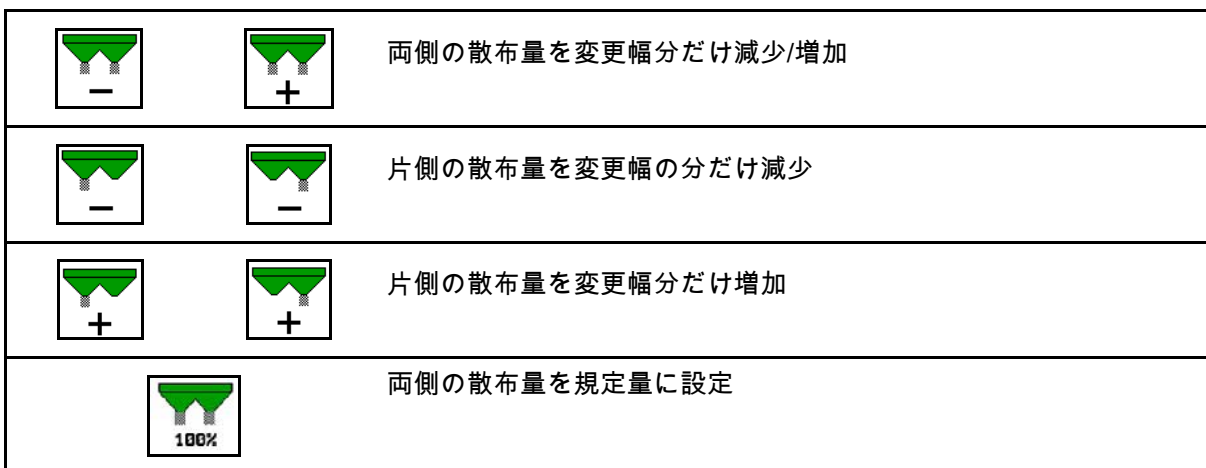 − + 両側の散布量を変更幅分だけ減少/増加
− − 片側の散布量を変更幅の分だけ減少
+ + 片側の散布量を変更幅分だけ増加
両側の散布量を規定量に設定
100%